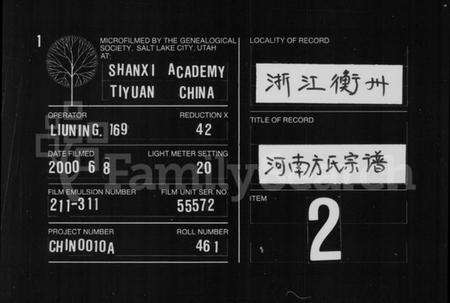 1
MICROFILMED BY THE GENEALOGICAL
SOCIETY, SALT LAKE CITY, UTAH
AT:
SHANXI ACADEMY
TIYUAN CHINA
OPERATOR REDUCTION X
LIUNING, 169 42
DATE FILMED LIGHT METER SETTING
2000 6 8 20
FILM EMULSION NUMBER FILM UNIT SER NO
211-311 55572
PROJECT NUMBER ROLL NUMBER
CHIN0010A 461
LOCALITY OF RECORD
浙江衢州
TITLE OF RECORD
河南方氏宗谱
ITEM
2
FamilySearch